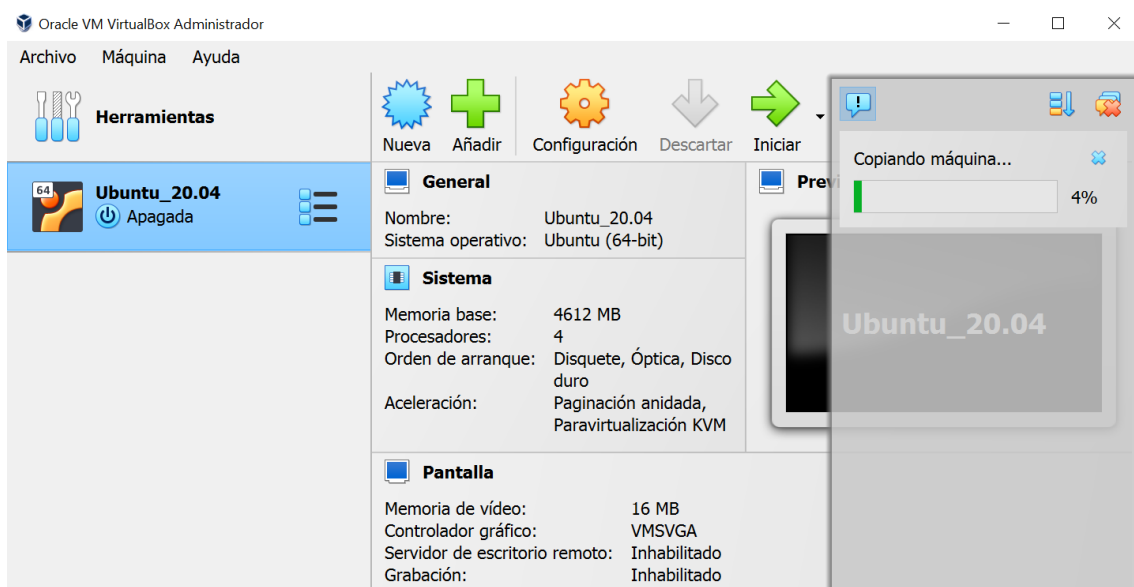 Oracle VM VirtualBox Administrador
Archivo Máquina Ayuda
Herramientas
Nueva Añadir Configuración Descartar Iniciar
64
Ubuntu_20.04
Apagada
General
Nombre: Ubuntu_20.04
Sistema operativo: Ubuntu (64-bit)
Sistema
Memoria base: 4612 MB
Procesadores: 4
Orden de arranque: Disquete, Óptica, Disco
duro
Aceleración: Paginación anidada,
Paravirtualización KVM
Pantalla
Memoria de vídeo: 16 MB
Controlador gráfico: VMSVGA
Servidor de escritorio remoto: Inhabilitado
Grabación: Inhabilitado
Previ
Ubuntu_20.04
Copiando máquina...
4%